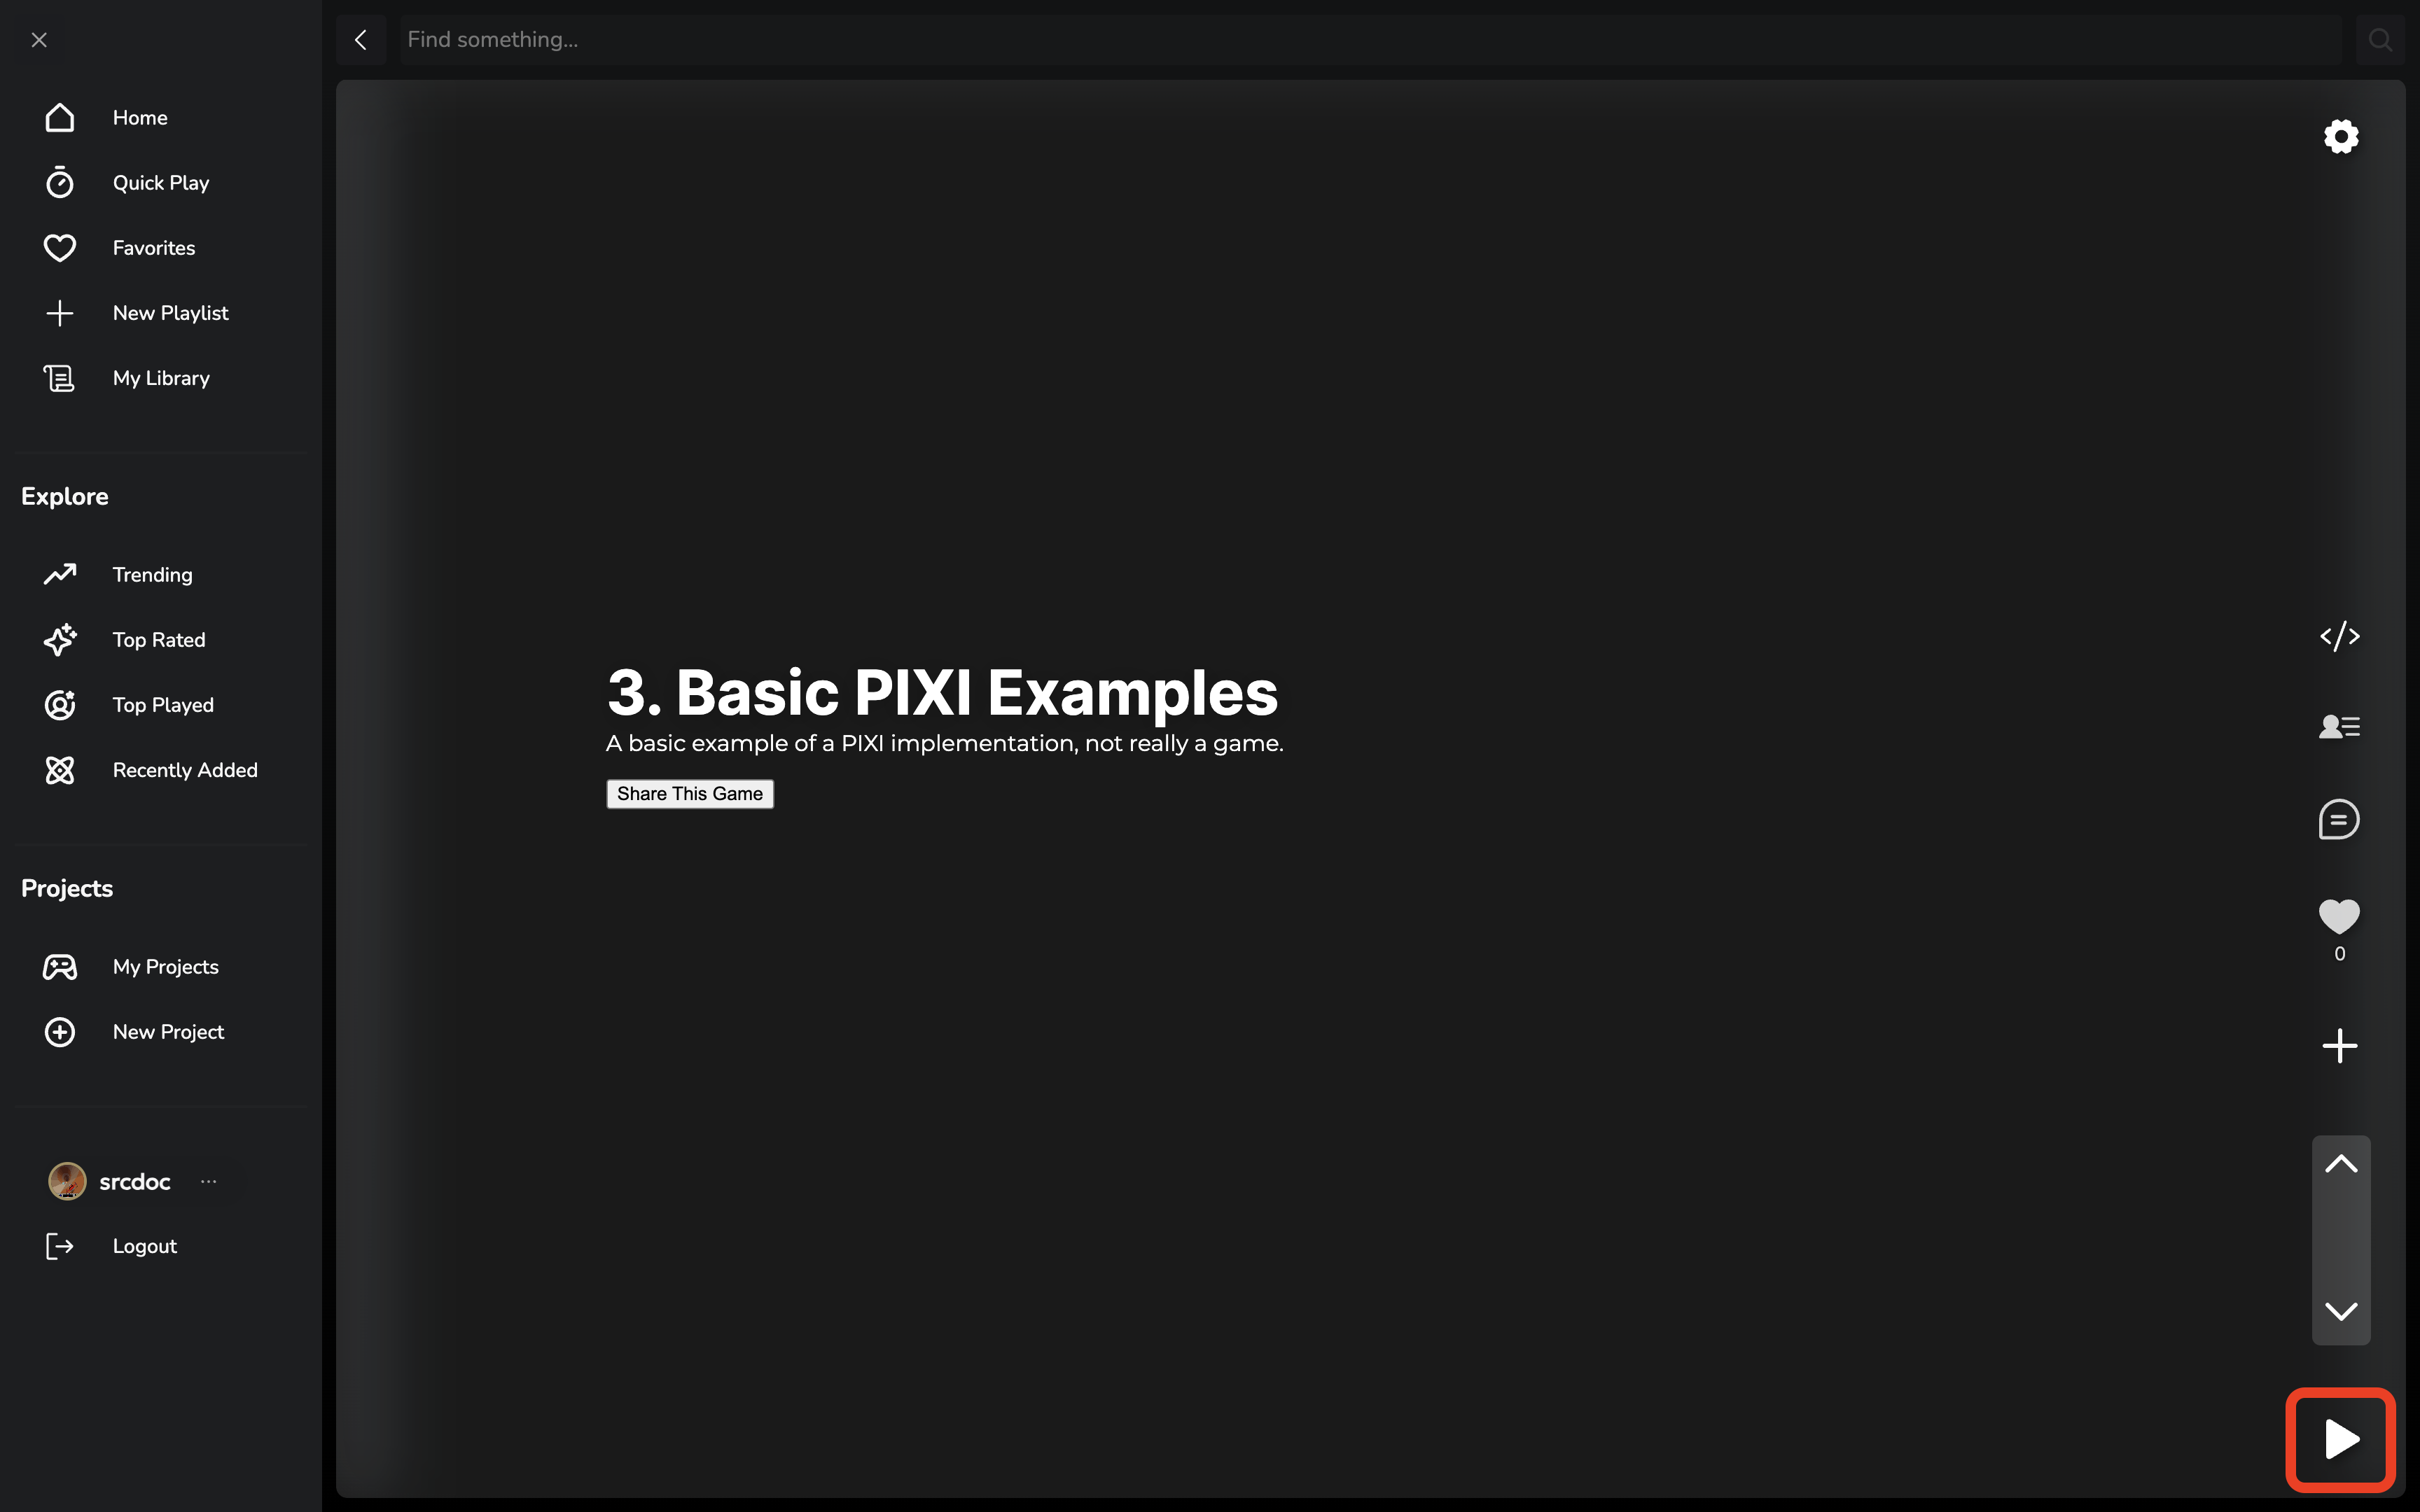 Find something...
Home
Quick Play
Favorites
New Playlist
My Library
Explore
Trending
Top Rated
Top Played
Recently Added
Projects
My Projects
New Project
srcdoc ...
Logout
3. Basic PIXI Examples
A basic example of a PIXI implementation, not really a game.
Share This Game
0